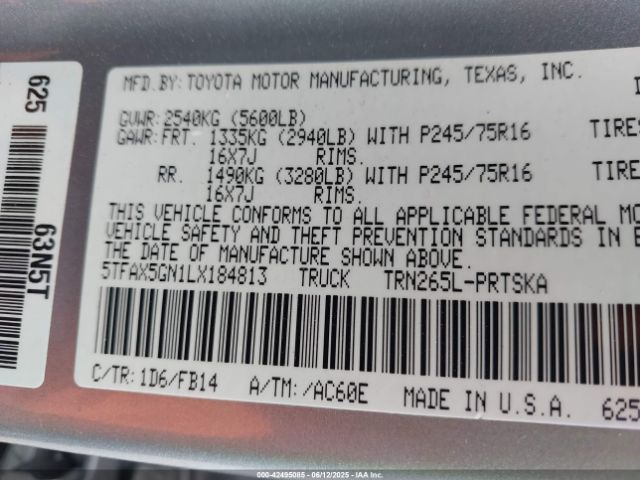 MFD.BY:TOYOTA MOTOR MANUFACTURING, TEXAS, INC.
GVWR:2540KG (5600LB)
GAWR:FRT. 1335KG (2940LB) WITH P245/75R16 TIRES
16X7J RIMS.
RR. 1490KG (3280LB) WITH P245/75R16 TIRE
16X7J RIMS.
THIS VEHICLE CONFORMS TO ALL APPLICABLE FEDERAL MO
VEHICLE SAFETY AND THEFT PREVENTION STANDARDS IN
THE DATE OF MANUFACTURE SHOWN ABOVE.
5TFAX5GN1LX184813 TRUCK TRN265L-PRTSKA
C/TR:1D6/FB14 A/TM:/AC60E MADE IN U.S.A. 625
625
63N5T
000-42495085 - 06/12/2025 - IAAI.COM